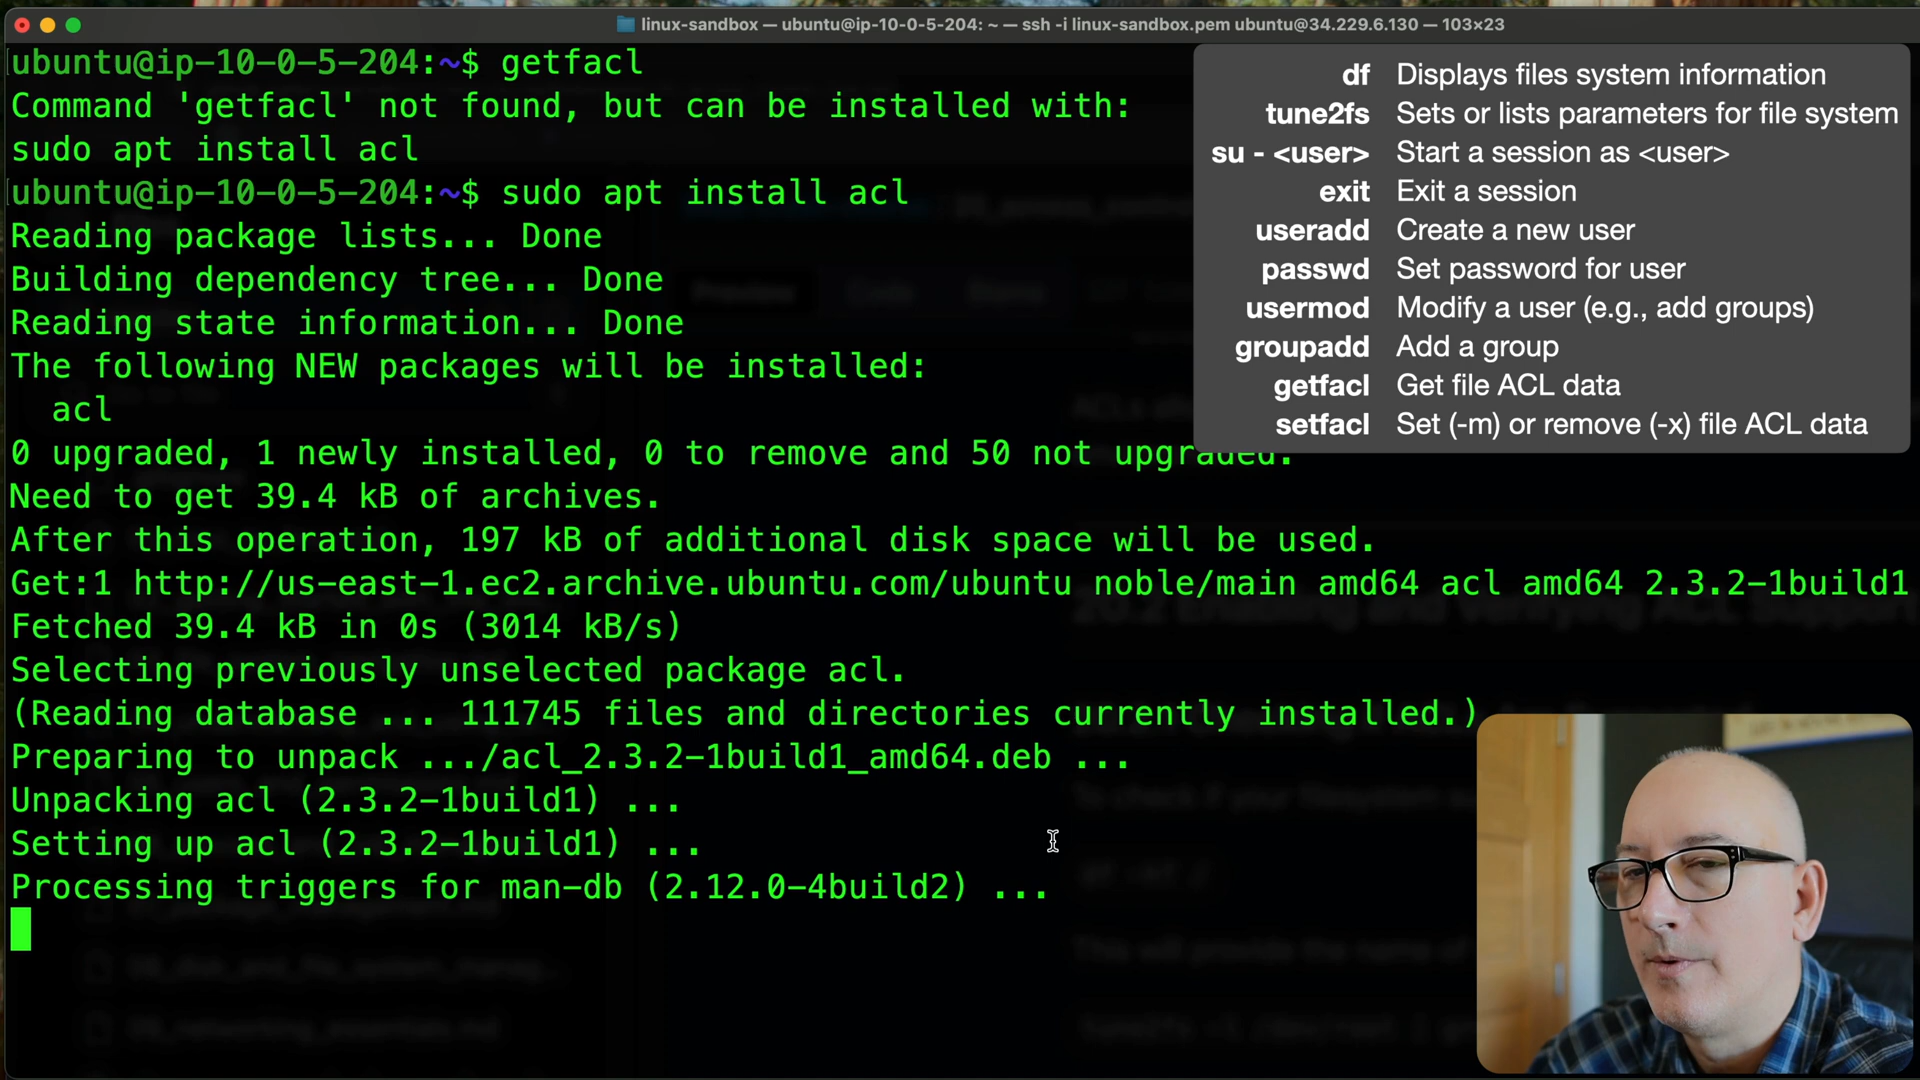 linux-sandbox — ubuntu@ip-10-0-5-204: ~ — ssh -i linux-sandbox.pem ubuntu@34.229.6.130 — 103×23
ubuntu@ip-10-0-5-204:~$ getfacl
Command 'getfacl' not found, but can be installed with:
sudo apt install acl
ubuntu@ip-10-0-5-204:~$ sudo apt install acl
Reading package lists... Done
Building dependency tree... Done
Reading state information... Done
The following NEW packages will be installed:
acl
0 upgraded, 1 newly installed, 0 to remove and 50 not upgraded.
Need to get 39.4 kB of archives.
After this operation, 197 kB of additional disk space will be used.
Get:1 http://us-east-1.ec2.archive.ubuntu.com/ubuntu noble/main amd64 acl amd64 2.3.2-1build1
Fetched 39.4 kB in 0s (3014 kB/s)
Selecting previously unselected package acl.
(Reading database ... 111745 files and directories currently installed.)
Preparing to unpack .../acl_2.3.2-1build1_amd64.deb ...
Unpacking acl (2.3.2-1build1) ...
Setting up acl (2.3.2-1build1) ...
Processing triggers for man-db (2.12.0-4build2) ...
df Displays files system information
tune2fs Sets or lists parameters for file system
su - <user> Start a session as <user>
exit Exit a session
useradd Create a new user
passwd Set password for user
usermod Modify a user (e.g., add groups)
groupadd Add a group
getfacl Get file ACL data
setfacl Set (-m) or remove (-x) file ACL data